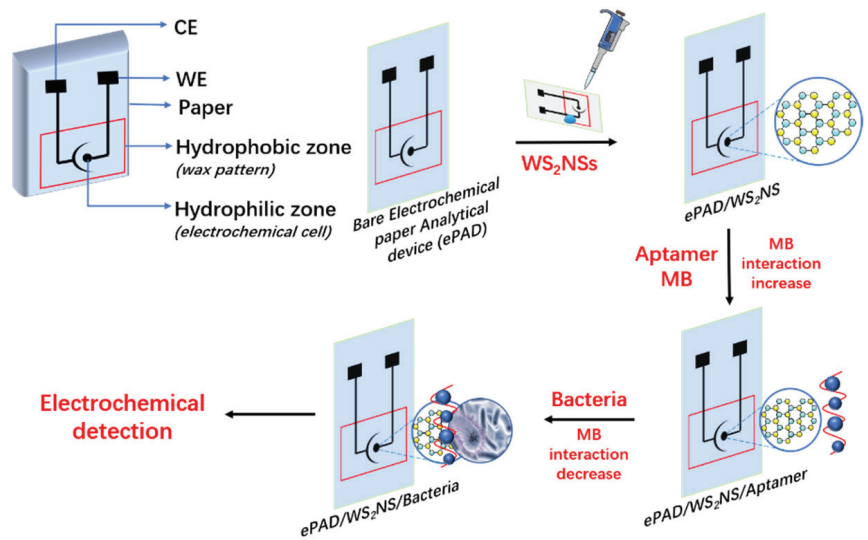 CE
WE
Paper
Hydrophobic zone
(wax pattern)
Hydrophilic zone
(electrochemical cell)
Bare Electrochemical
paper Analytical
device (ePAD)
WS₂NSs
ePAD/WS₂NS
Aptamer
MB
MB
interaction
increase
ePAD/WS₂NS/Aptamer
Bacteria
MB
interaction
decrease
ePAD/WS₂NS/Bacteria
Electrochemical
detection